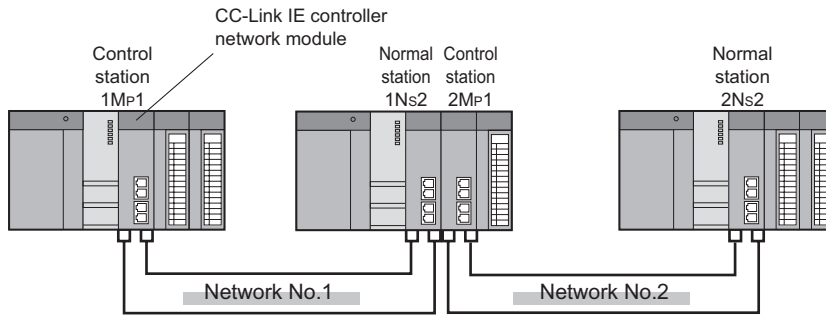 CC-Link IE controller
network module
Control
station
1MP1
Normal
station
1NS2
Control
station
2MP1
Normal
station
2NS2
Network No.1
Network No.2